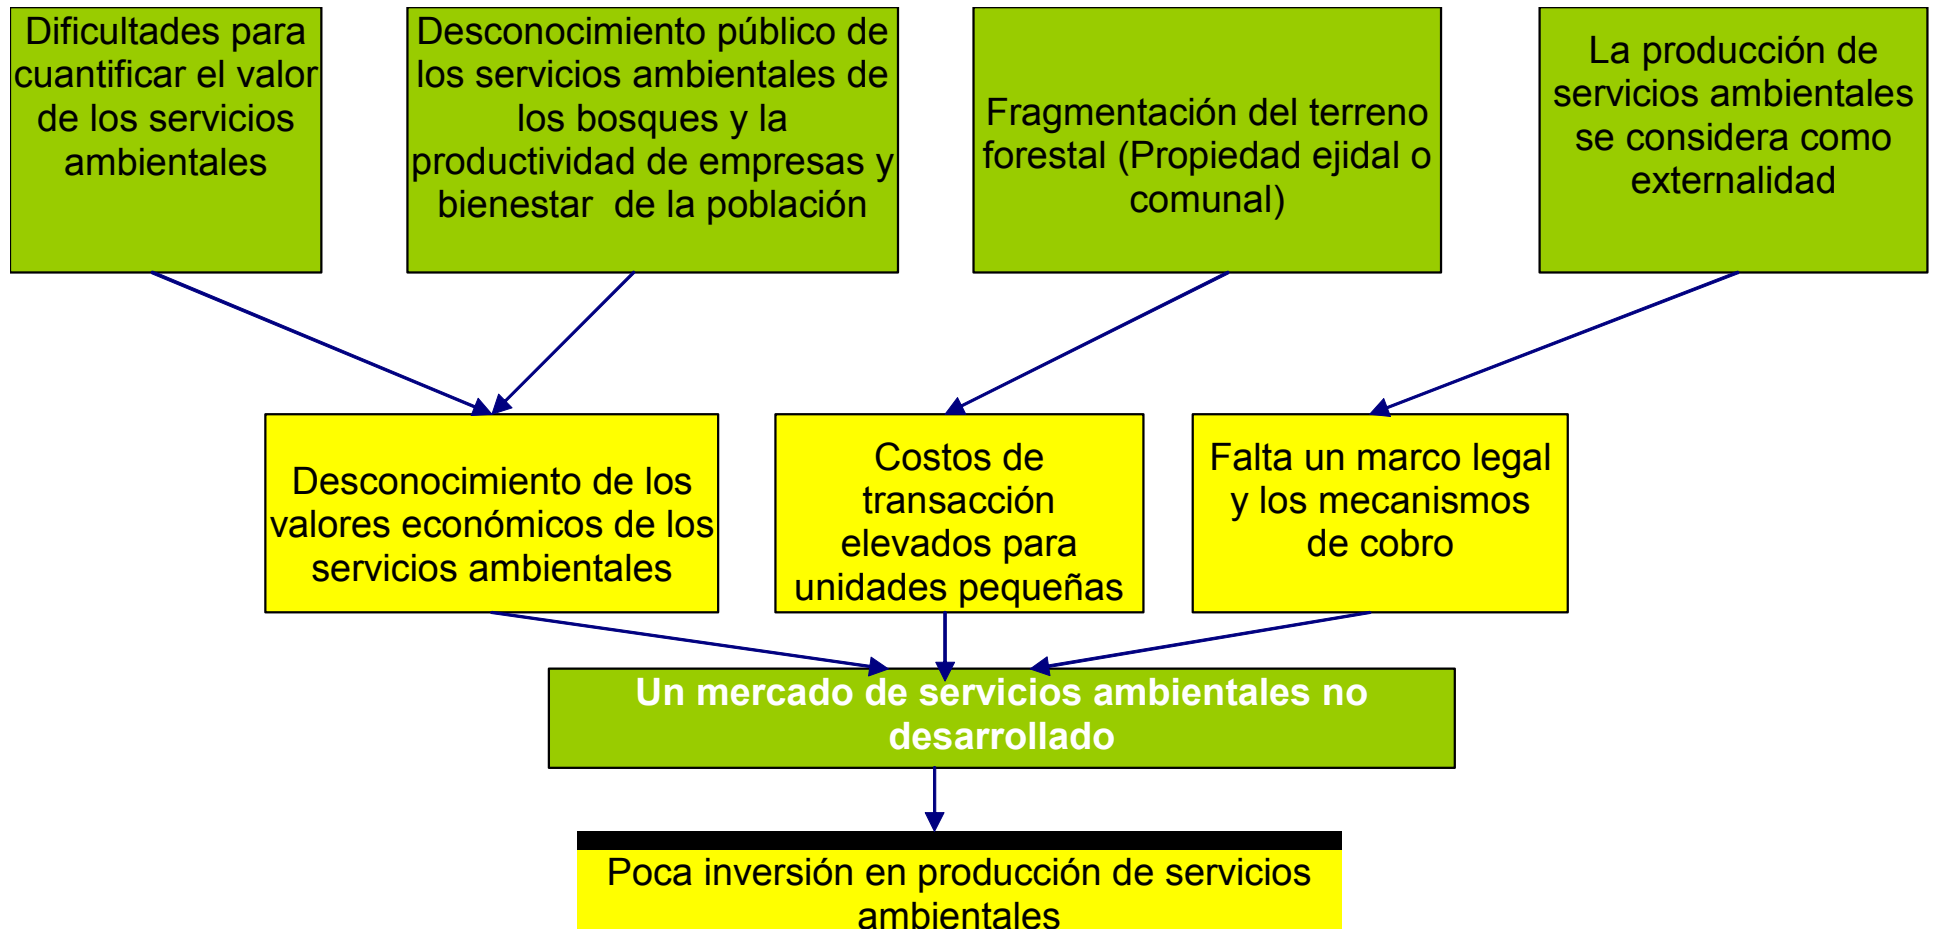 Dificultades para
cuantificar el valor
de los servicios
ambientales
Desconocimiento público de
los servicios ambientales de
los bosques y la
productividad de empresas y
bienestar de la población
Fragmentación del terreno
forestal (Propiedad ejidal o
comunal)
La producción de
servicios ambientales
se considera como
externalidad
Desconocimiento de los
valores económicos de los
servicios ambientales
Costos de
transacción
elevados para
unidades pequeñas
Falta un marco legal
y los mecanismos
de cobro
Un mercado de servicios ambientales no
desarrollado
Poca inversión en producción de servicios
ambientales